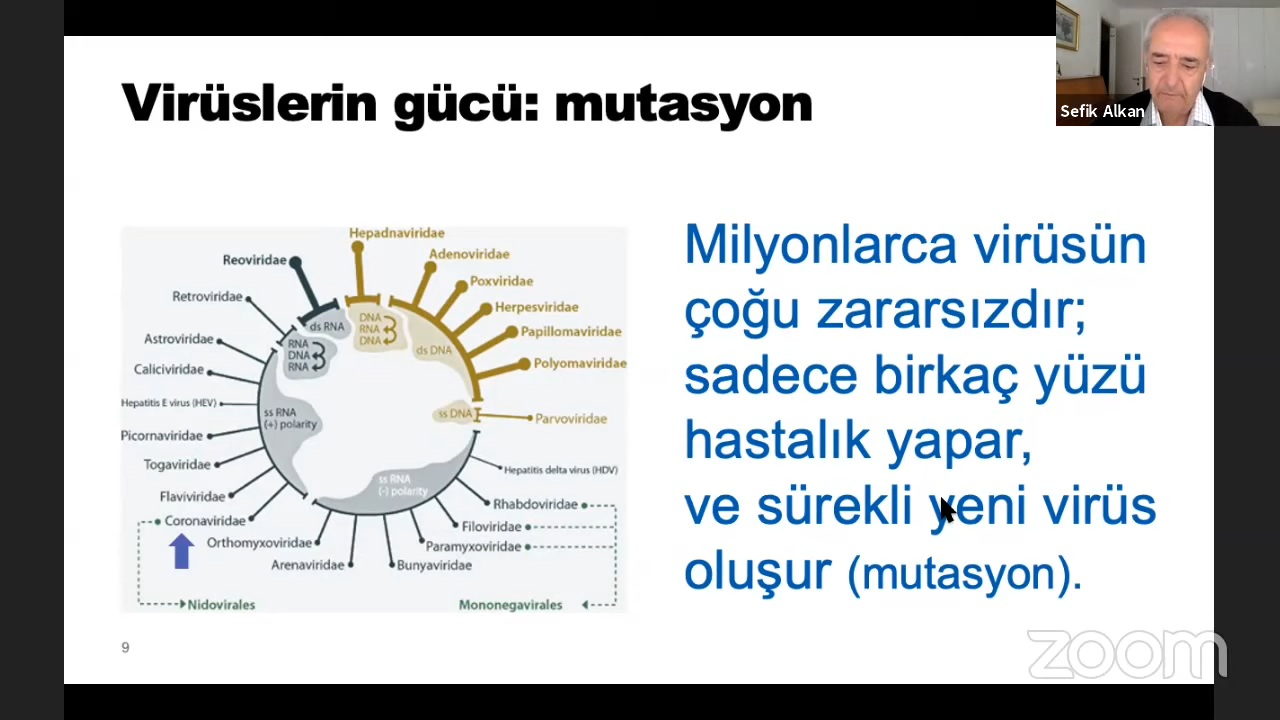 Virüslerin gücü: mutasyon
Sefik Alkan
Hepadnaviridae
Reoviridae
Adenoviridae
Poxviridae
Retroviridae
Herpesviridae
DNA
RNA
DNA
ds RNA
Papillomaviridae
Astroviridae
RNA
DNA
RNA
ds DNA
Polyomaviridae
Caliciviridae
Hepatitis E virus (HEV)
ss RNA
(+) polarity
ss DNA
Parvoviridae
Picornaviridae
Togaviridae
Hepatitis delta virus (HDV)
ss RNA
(-) polarity
Flaviviridae
Rhabdoviridae
Coronaviridae
Filoviridae
Orthomyxoviridae
Paramyxoviridae
Arenaviridae
Bunyaviridae
Nidovirales
Mononegavirales
Milyonlarca virüsün
çoğu zararsızdır;
sadece birkaç yüzü
hastalık yapar,
ve sürekli yeni virüs
oluşur (mutasyon).
9
zoom